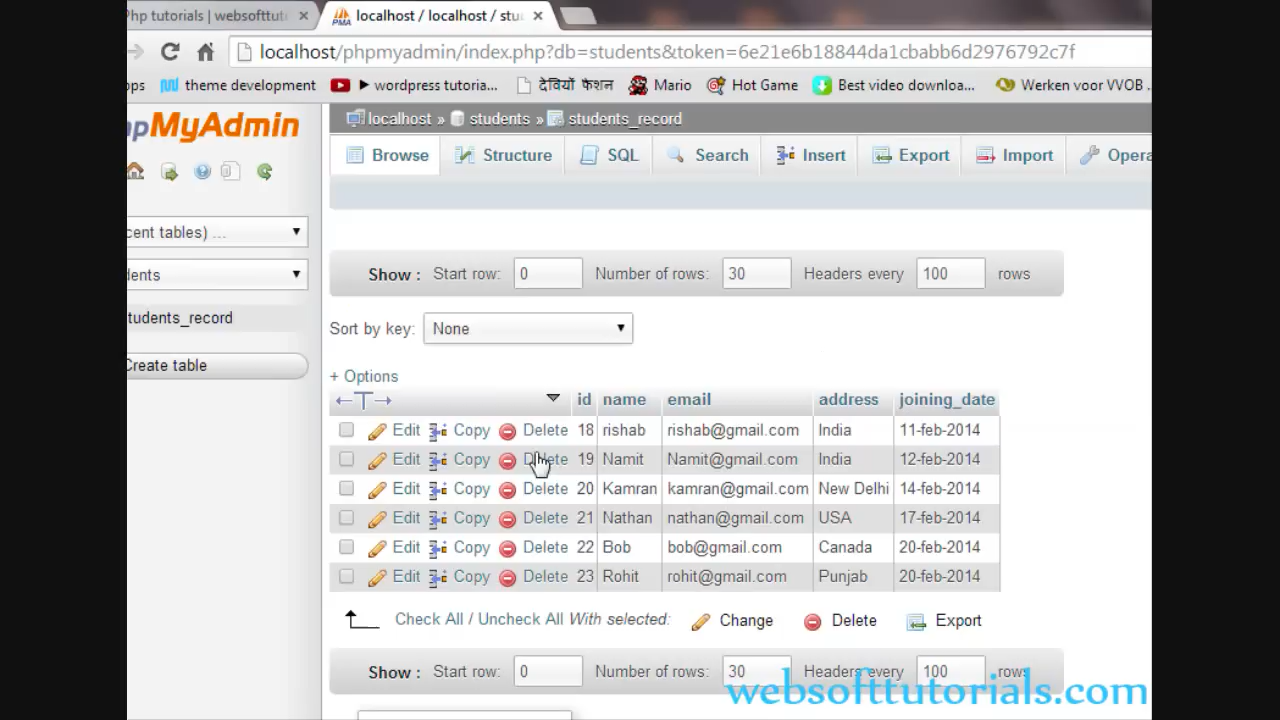 Php tutorials | websofttut
localhost / localhost / stu
localhost/phpmyadmin/index.php?db=students&token=6e21e6b18844da1cbabb6d2976792c7f
ops theme development wordpress tutoria... देवियों फैशन Mario Hot Game Best video downloa... Werken voor VVOB .
hpMyAdmin
localhost » students » students_record
Browse Structure SQL Search Insert Export Import Opera
cent tables) ...
dents
tudents_record
Create table
Show : Start row: 0 Number of rows: 30 Headers every 100 rows
Sort by key: None
+ Options
←T→ id name email address joining_date
Edit Copy Delete 18 rishab rishab@gmail.com India 11-feb-2014
Edit Copy Delete 19 Namit Namit@gmail.com India 12-feb-2014
Edit Copy Delete 20 Kamran kamran@gmail.com New Delhi 14-feb-2014
Edit Copy Delete 21 Nathan nathan@gmail.com USA 17-feb-2014
Edit Copy Delete 22 Bob bob@gmail.com Canada 20-feb-2014
Edit Copy Delete 23 Rohit rohit@gmail.com Punjab 20-feb-2014
Check All / Uncheck All With selected: Change Delete Export
Show : Start row: 0 Number of rows: 30 Headers every 100 rows
websofttutorials.com